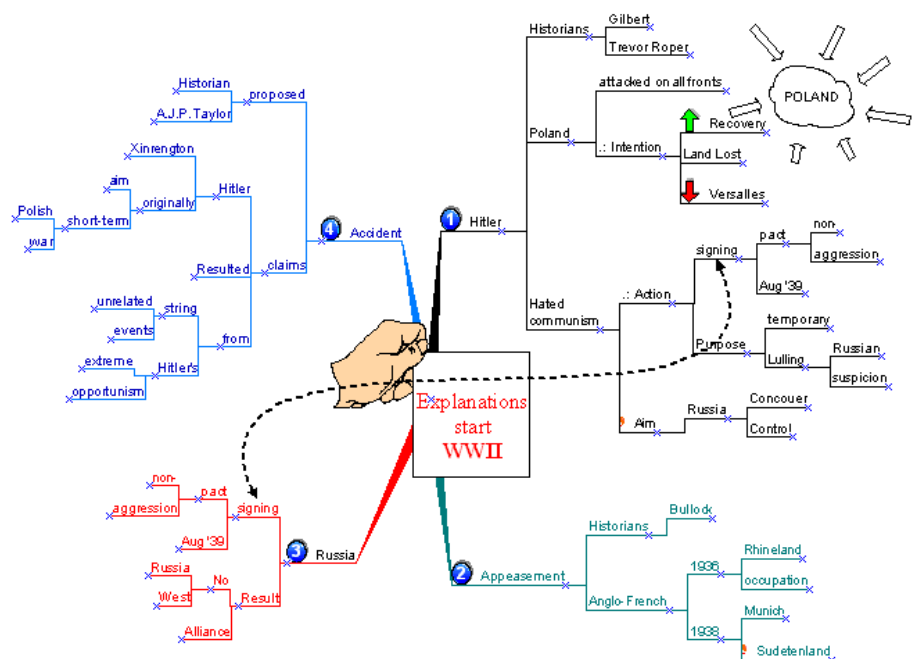 Explanations
start
WWII
1
Hitler
Historians
Gilbert
Trevor Roper
Poland
attacked on all fronts
.: Intention
Recovery
Land Lost
Versalles
POLAND
Hated
communism
.: Action
signing
pact
non-
aggression
Aug '39
Purpose
temporary
Lulling
Russian
suspicion
Aim
Russia
Concouer
Control
2
Appeasement
Historians
Bullock
Anglo-French
1936
Rhineland
occupation
1938
Munich
Sudetenland
3
Russia
signing
pact
non-
aggression
Aug '39
Result
No
Russia
West
Alliance
4
Accident
proposed
Historian
A.J.P. Taylor
claims
Hitler
Xinrengton
originally
aim
short-term
Polish
war
Resulted
from
string
unrelated
events
Hitler's
extreme
opportunism